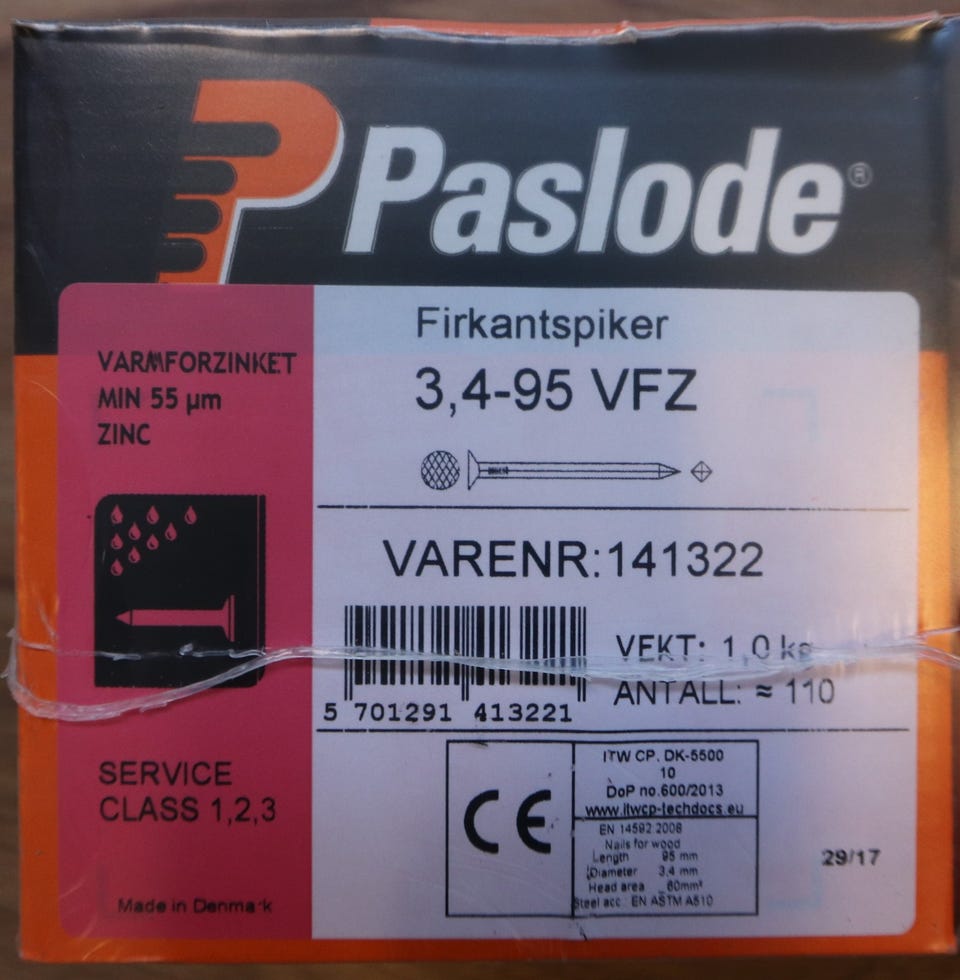 Paslode®
VARMFORZINKET
MIN 55 µm
ZINC
Firkantspiker
3,4-95 VFZ
VARENR:141322
VEKT: 1,0 kg
ANTALL: ≈ 110
5 701291 413221
SERVICE
CLASS 1,2,3
Made in Denmark
CE
ITW CP. DK-5500
10
DoP no.600/2013
www.itwcp-techdocs.eu
EN 14592:2008
Nails for wood
Length 95 mm
Diameter 3,4 mm
Head area 60mm²
Steel acc.: EN ASTM A510
29/17